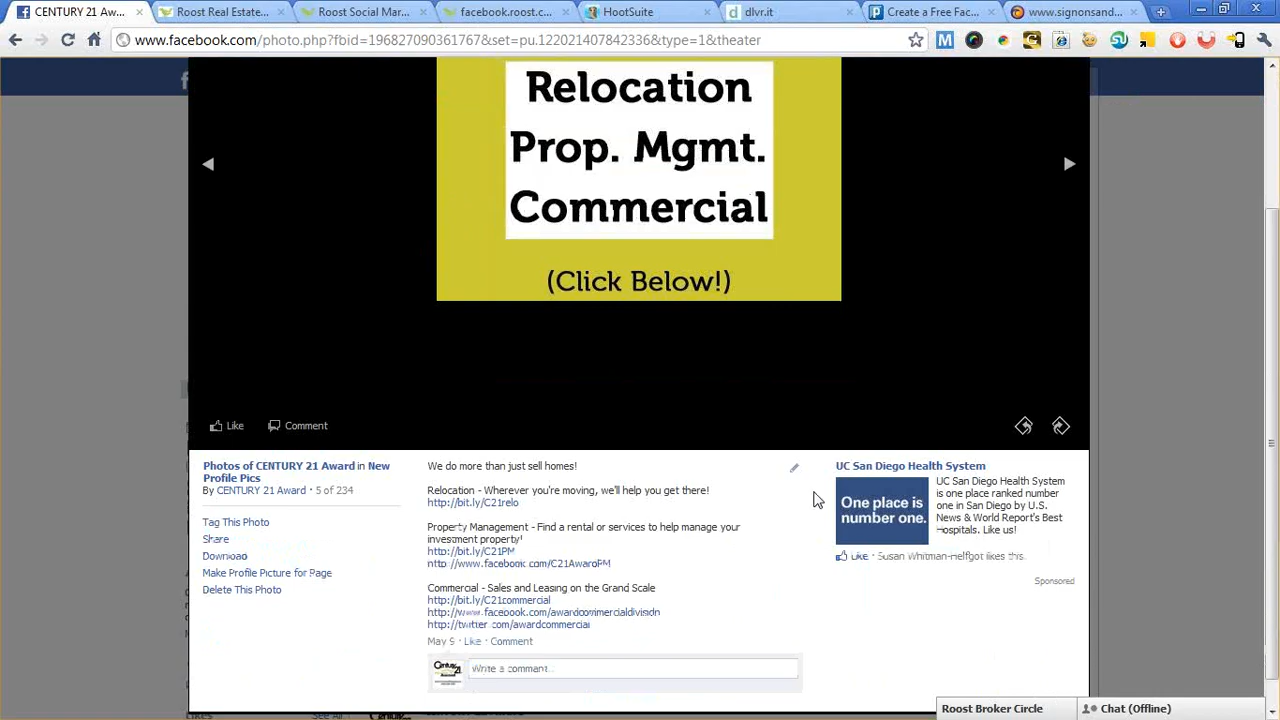 CENTURY 21 Aw...
Roost Real Estate...
Roost Social Mar...
facebook.roost.c...
HootSuite
dlvr.it
Create a Free Fac...
www.signonsand...
www.facebook.com/photo.php?fbid=196827090361767&set=pu.122021407842336&type=1&theater
Relocation
Prop. Mgmt.
Commercial
(Click Below!)
Like
Comment
Photos of CENTURY 21 Award in New
Profile Pics
By CENTURY 21 Award · 5 of 234
Tag This Photo
Share
Download
Make Profile Picture for Page
Delete This Photo
We do more than just sell homes!
Relocation - Wherever you're moving, we'll help you get there!
http://bit.ly/C21relo
Property Management - Find a rental or services to help manage your
investment property!
http://bit.ly/C21PM
http://www.facebook.com/C21AwardPM
Commercial - Sales and Leasing on the Grand Scale
http://bit.ly/C21commercial
http://www.facebook.com/awardcommercialdivision
http://twitter.com/awardcommercial
May 9 · Like · Comment
Century 21
Write a comment...
UC San Diego Health System
One place is
number one.
UC San Diego Health System
is one place ranked number
one in San Diego by U.S.
News & World Report's Best
Hospitals. Like us!
Like · Susan Whitman-Helfgot likes this.
Sponsored
See All
Roost Broker Circle
Chat (Offline)